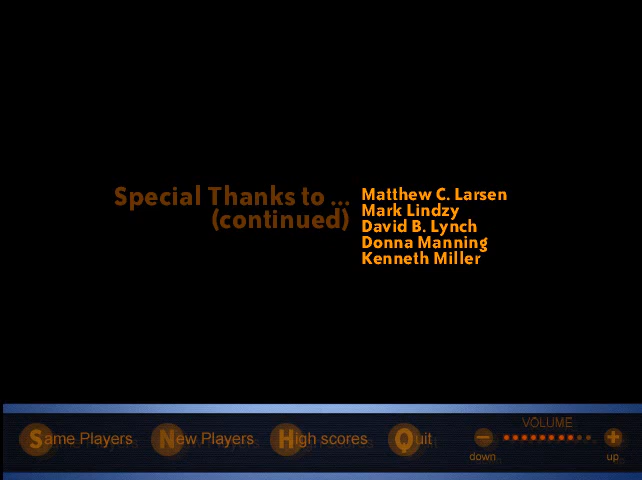 Special Thanks to ...
(continued)
Matthew C. Larsen
Mark Lindzy
David B. Lynch
Donna Manning
Kenneth Miller
VOLUME
Same Players New Players High scores Quit
down up